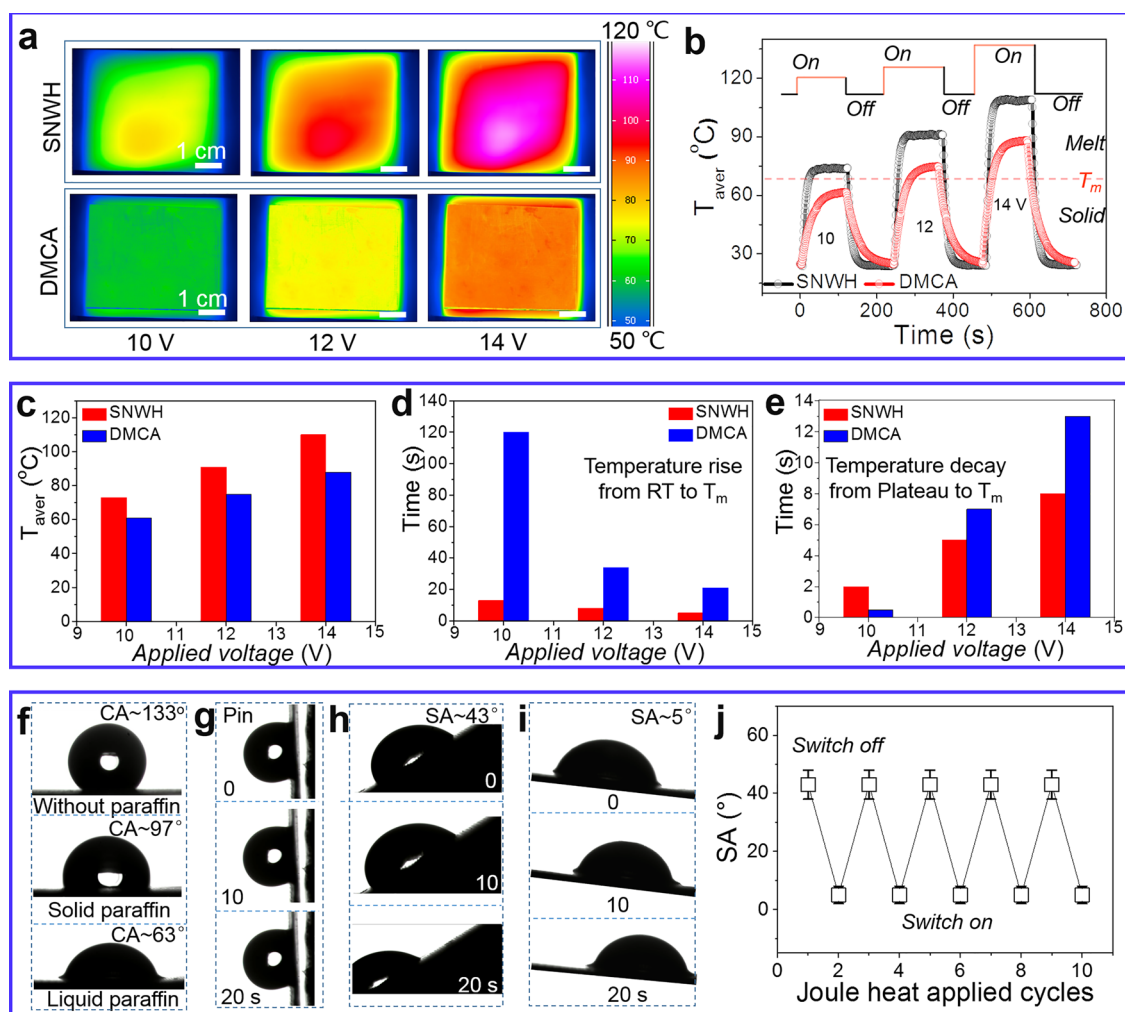 a
SNWH
1 cm
120 ℃
100
90
80
70
60
50
50 ℃
DMCA
1 cm
10 V
12 V
14 V
b
On
On
On
Off
Off
Off
Melt
Tm
Solid
10
12
14 V
SNWH
DMCA
Taver (°C)
120
90
60
30
0
200
400
600
800
Time (s)
c
SNWH
DMCA
Taver (°C)
120
100
80
60
40
20
0
9
10
11
12
13
14
15
Applied voltage (V)
d
SNWH
DMCA
Temperature rise
from RT to Tm
Time (s)
140
120
100
80
60
40
20
0
9
10
11
12
13
14
15
Applied voltage (V)
e
SNWH
DMCA
Temperature decay
from Plateau to Tm
Time (s)
14
12
10
8
6
4
2
0
9
10
11
12
13
14
15
Applied voltage (V)
f
CA~133°
Without paraffin
CA~97°
Solid paraffin
CA~63°
Liquid paraffin
g
Pin
0
10
20 s
h
SA~43°
0
10
20 s
i
SA~5°
0
10
20 s
j
Switch off
Switch on
SA (°)
60
40
20
0
0
2
4
6
8
10
Joule heat applied cycles